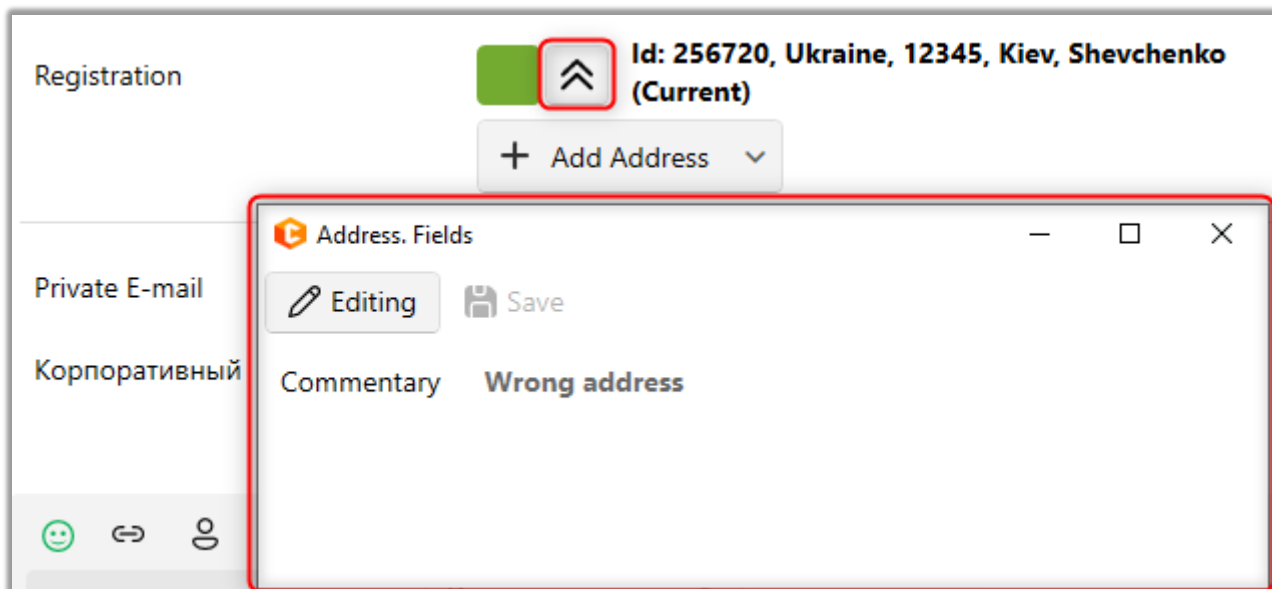 Registration
Id: 256720, Ukraine, 12345, Kiev, Shevchenko
(Current)
Add Address
Address. Fields
Private E-mail
Editing
Save
Корпоративный
Commentary
Wrong address